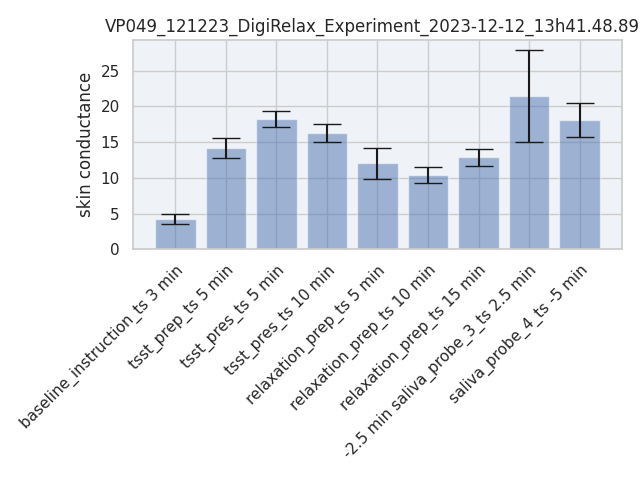 VP049_121223_DigiRelax_Experiment_2023-12-12_13h41.48.89
skin conductance
25
20
15
10
5
0
baseline_instruction_ts 3 min
tsst_prep_ts 5 min
tsst_pres_ts 5 min
tsst_pres_ts 10 min
relaxation_prep_ts 5 min
relaxation_prep_ts 10 min
relaxation_prep_ts 15 min
-2.5 min saliva_probe_3_ts 2.5 min
saliva_probe_4_ts -5 min